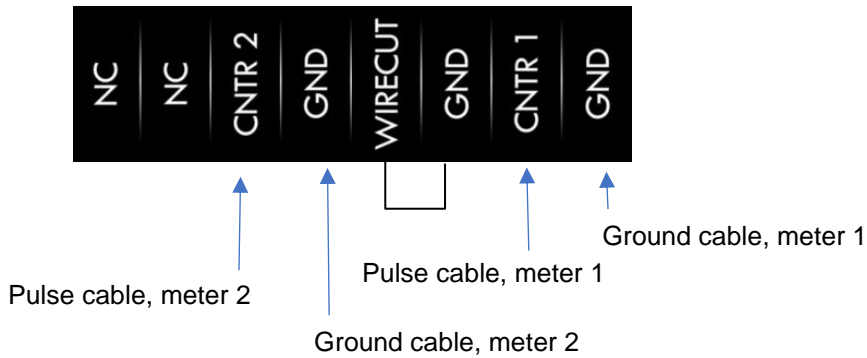 NC
NC
CNTR 2
GND
WIRECUT
GND
CNTR 1
GND
Ground cable, meter 1
Pulse cable, meter 1
Pulse cable, meter 2
Ground cable, meter 2